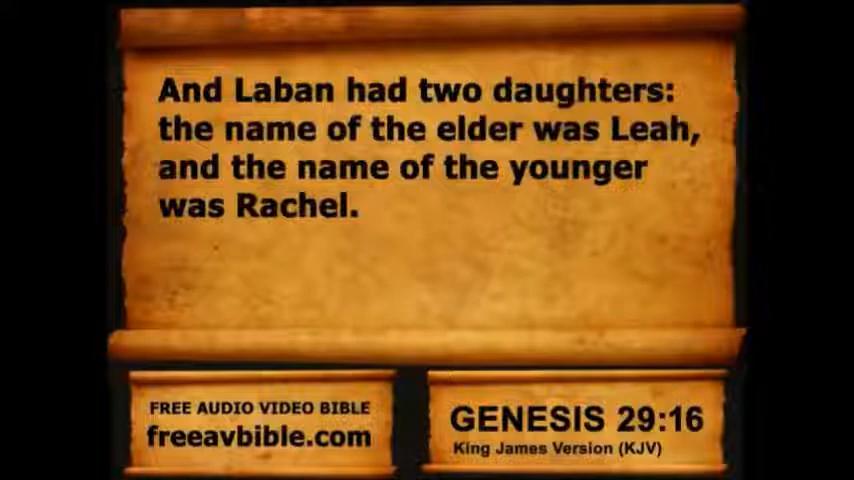 And Laban had two daughters:
the name of the elder was Leah,
and the name of the younger
was Rachel.
FREE AUDIO VIDEO BIBLE
freeavbible.com
GENESIS 29:16
King James Version (KJV)